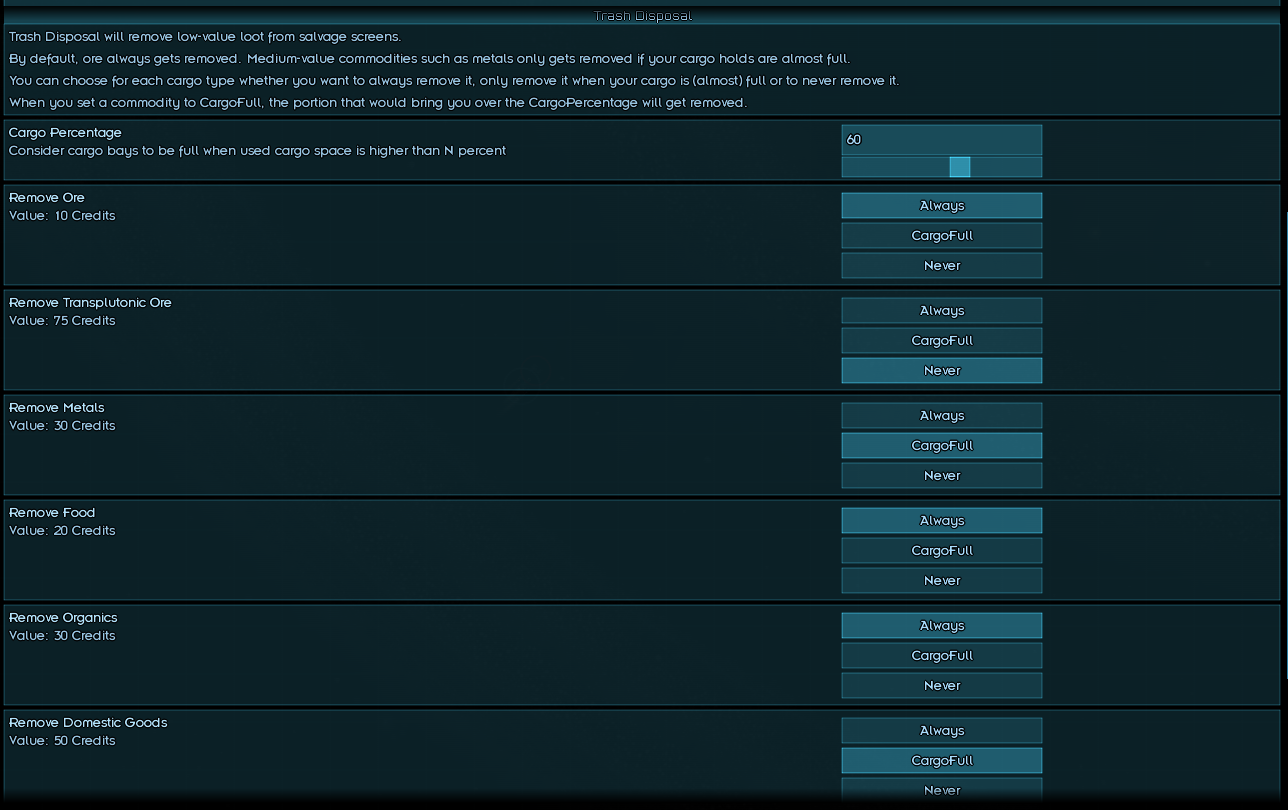 Trash Disposal
Trash Disposal will remove low-value loot from salvage screens.
By default, ore always gets removed. Medium-value commodities such as metals only gets removed if your cargo holds are almost full.
You can choose for each cargo type whether you want to always remove it, only remove it when your cargo is (almost) full or to never remove it.
When you set a commodity to CargoFull, the portion that would bring you over the CargoPercentage will get removed.
Cargo Percentage
Consider cargo bays to be full when used cargo space is higher than N percent
60
Remove Ore
Value: 10 Credits
Always
CargoFull
Never
Remove Transplutonic Ore
Value: 75 Credits
Always
CargoFull
Never
Remove Metals
Value: 30 Credits
Always
CargoFull
Never
Remove Food
Value: 20 Credits
Always
CargoFull
Never
Remove Organics
Value: 30 Credits
Always
CargoFull
Never
Remove Domestic Goods
Value: 50 Credits
Always
CargoFull
Never